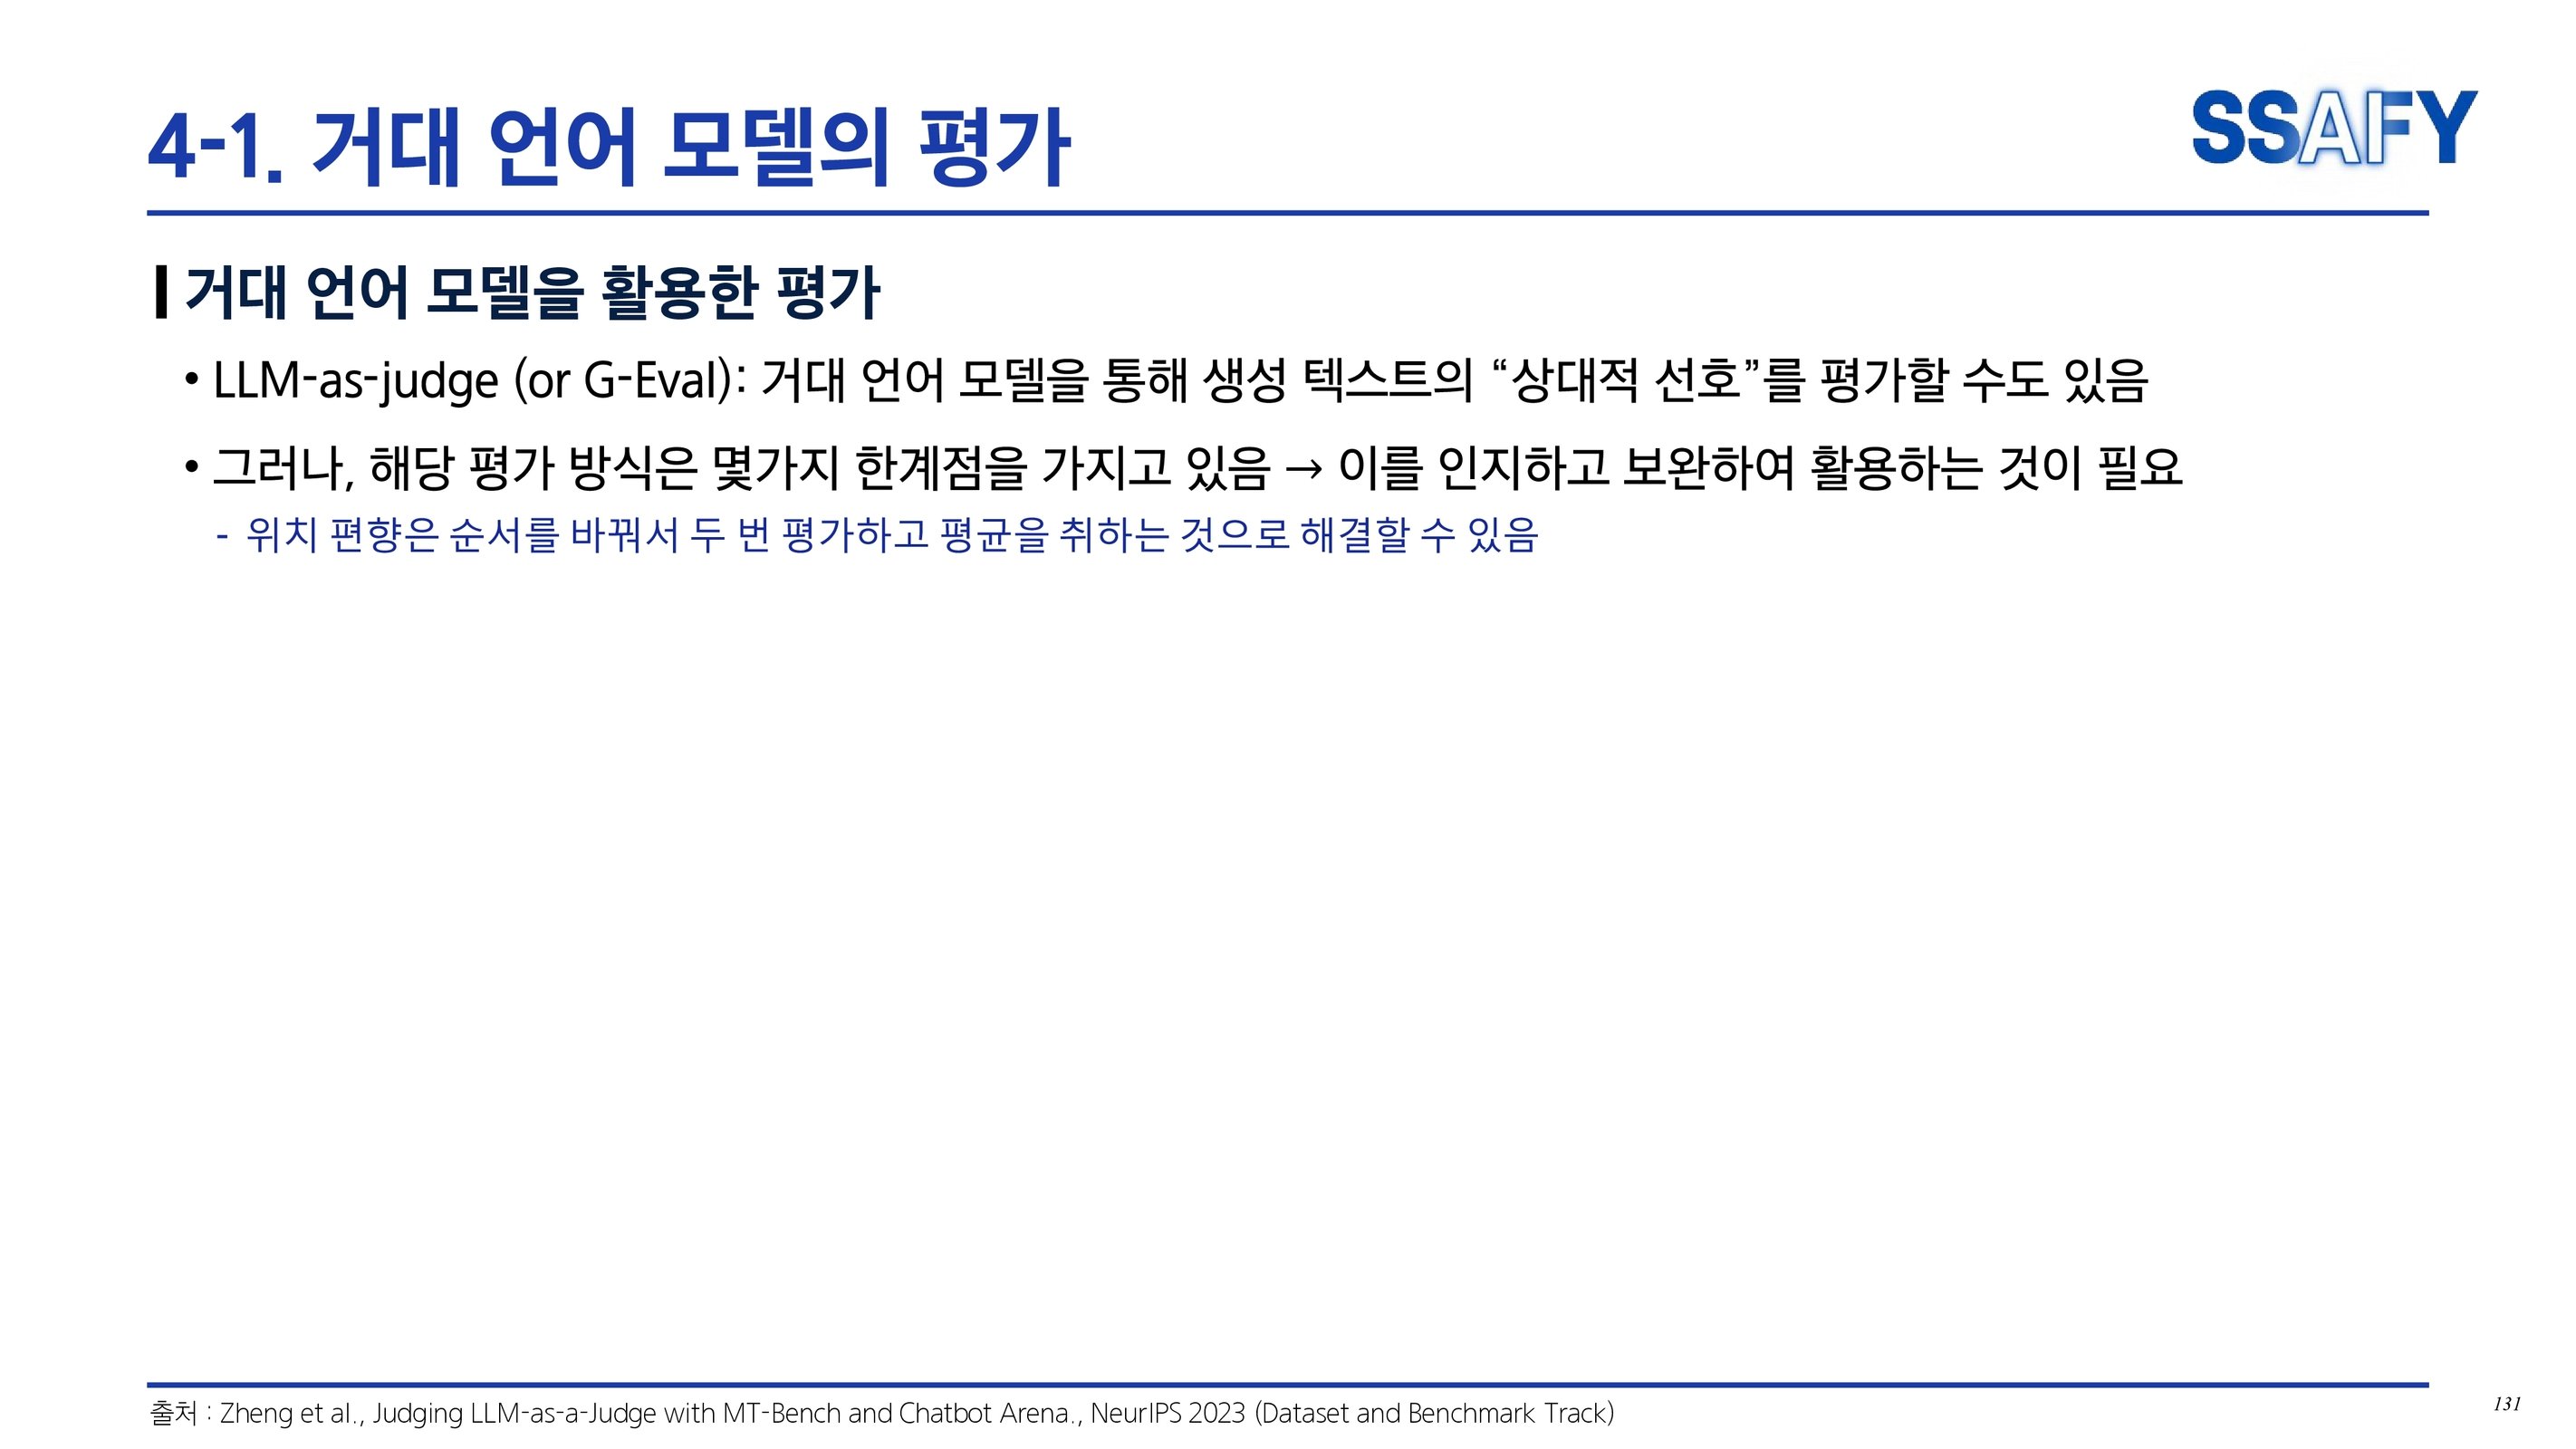 4-1. 거대 언어 모델의 평가
SSAFY
거대 언어 모델을 활용한 평가
• LLM-as-judge (or G-Eval): 거대 언어 모델을 통해 생성 텍스트의 “상대적 선호”를 평가할 수도 있음
• 그러나, 해당 평가 방식은 몇가지 한계점을 가지고 있음 → 이를 인지하고 보완하여 활용하는 것이 필요
- 위치 편향은 순서를 바꿔서 두 번 평가하고 평균을 취하는 것으로 해결할 수 있음
출처 : Zheng et al., Judging LLM-as-a-Judge with MT-Bench and Chatbot Arena., NeurIPS 2023 (Dataset and Benchmark Track)
131